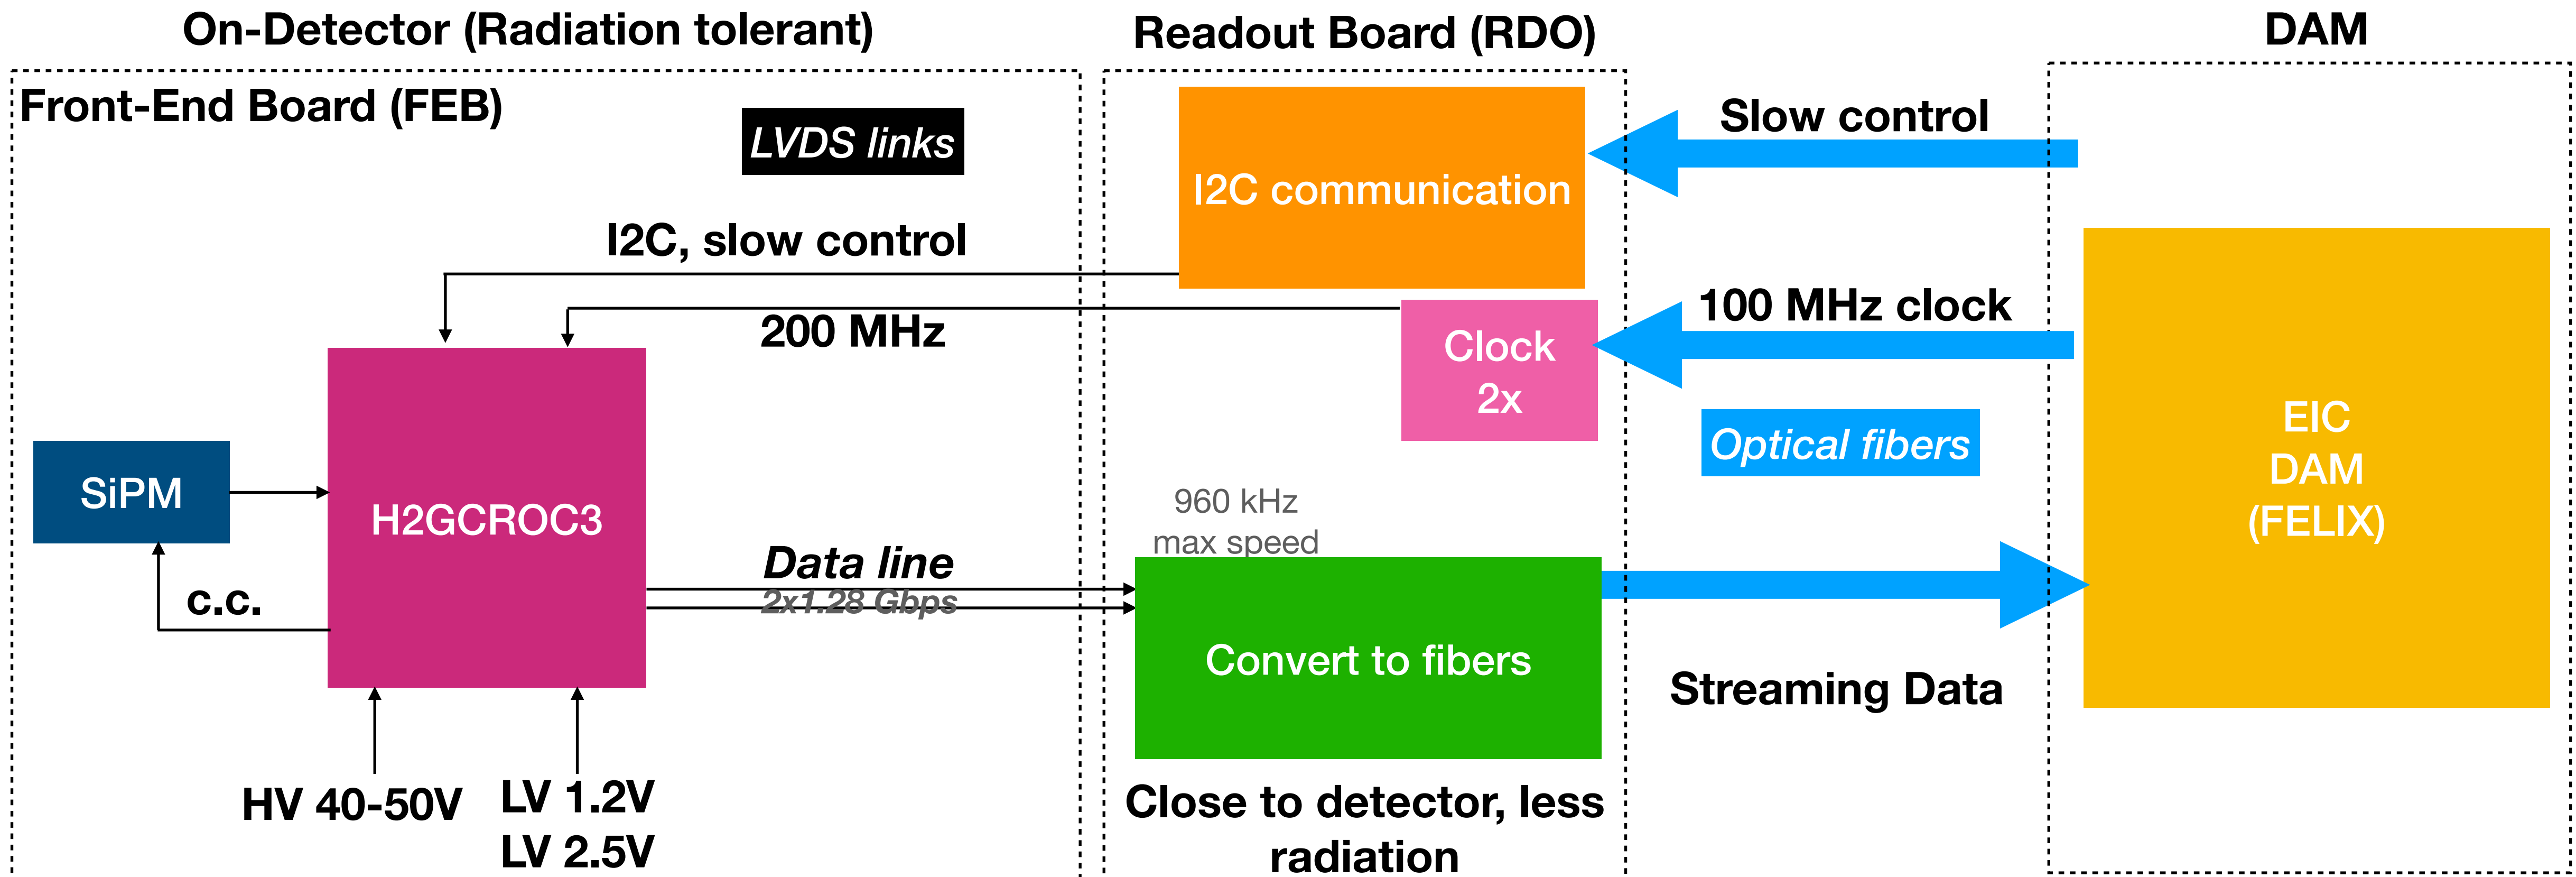 On-Detector (Radiation tolerant)
Readout Board (RDO)
DAM
Front-End Board (FEB)
LVDS links
I2C communication
Slow control
I2C, slow control
200 MHz
Clock
2x
100 MHz clock
Optical fibers
EIC
DAM
(FELIX)
SiPM
H2GCROC3
c.c.
960 kHz
max speed
Data line
2x1.28 Gbps
Convert to fibers
Streaming Data
HV 40-50V
LV 1.2V
LV 2.5V
Close to detector, less
radiation